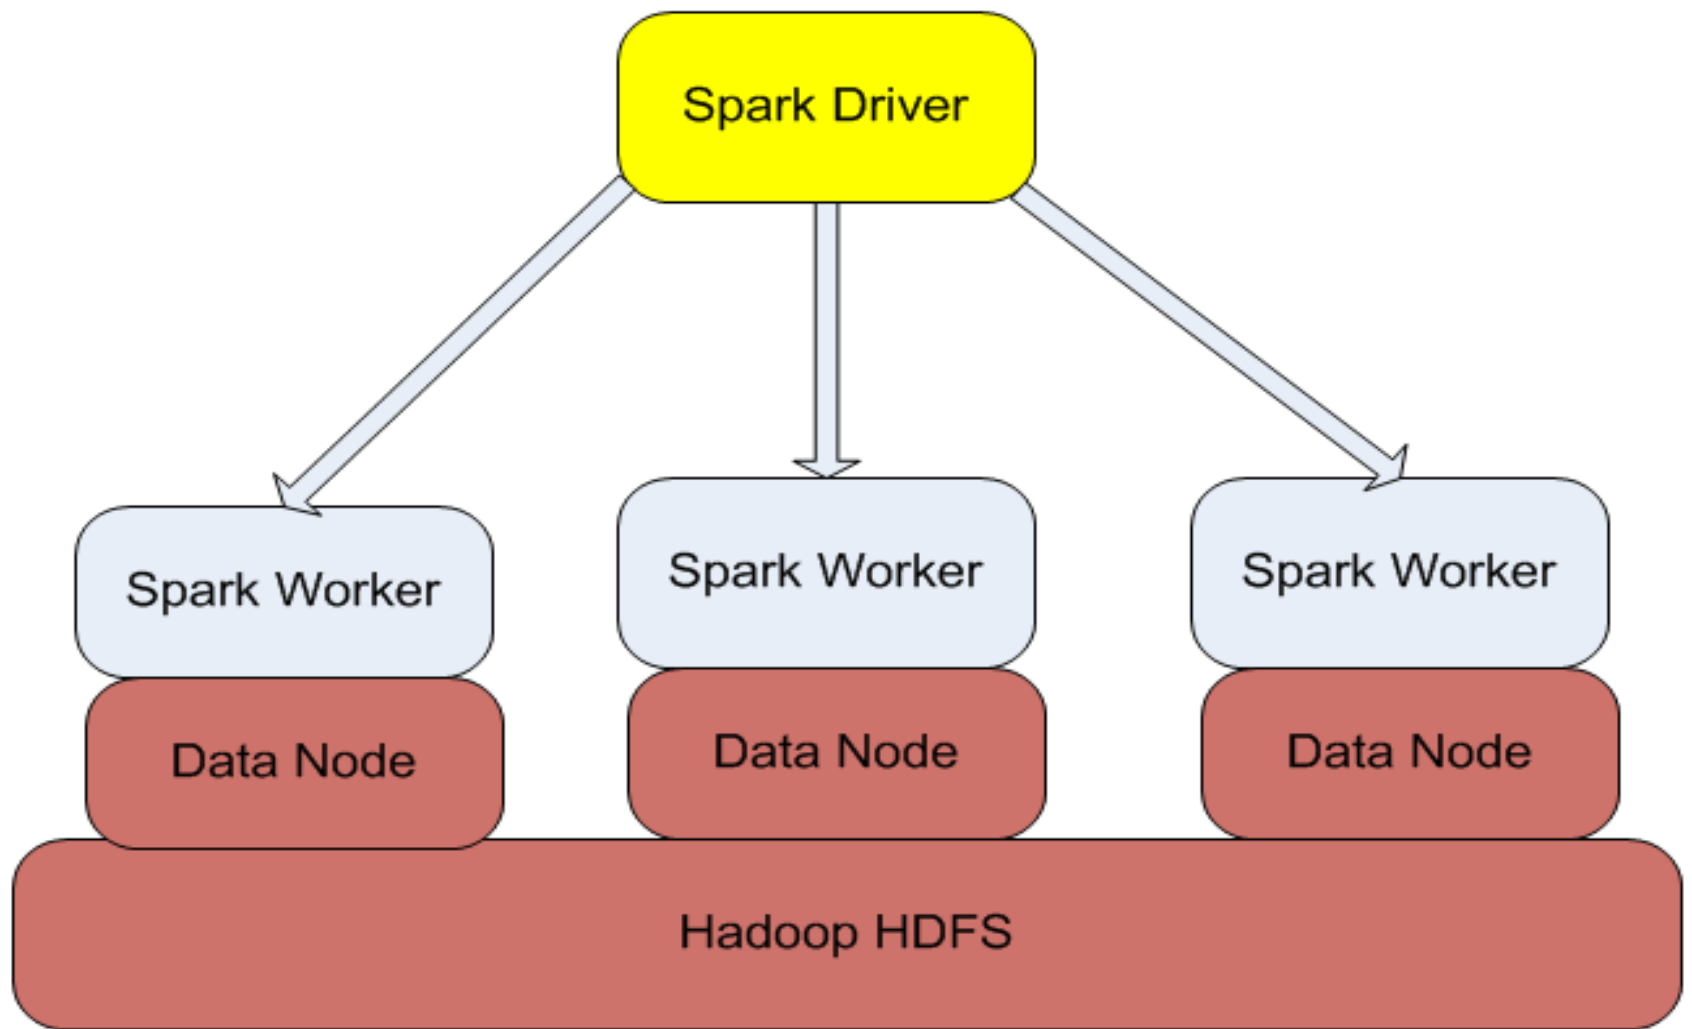 Spark Driver
Spark Worker
Spark Worker
Spark Worker
Data Node
Data Node
Data Node
Hadoop HDFS